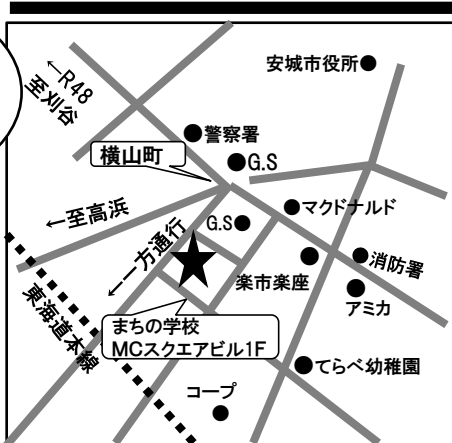 安城市役所
←R48
至刈谷
警察署
横山町
G.S
マクドナルド
←至高浜
G.S
←一方通行
消防署
楽市楽座
アミカ
東海道本線
まちの学校
MCスクエアビル1F
てらべ幼稚園
コープ